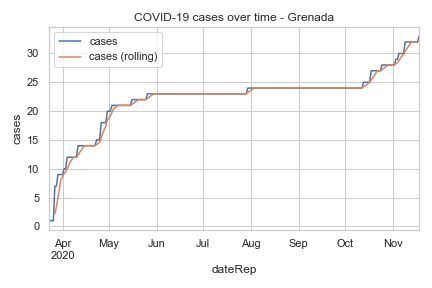 COVID-19 cases over time - Grenada
cases
cases (rolling)
cases
30
25
20
15
10
5
0
Apr May Jun Jul Aug Sep Oct Nov
2020
dateRep